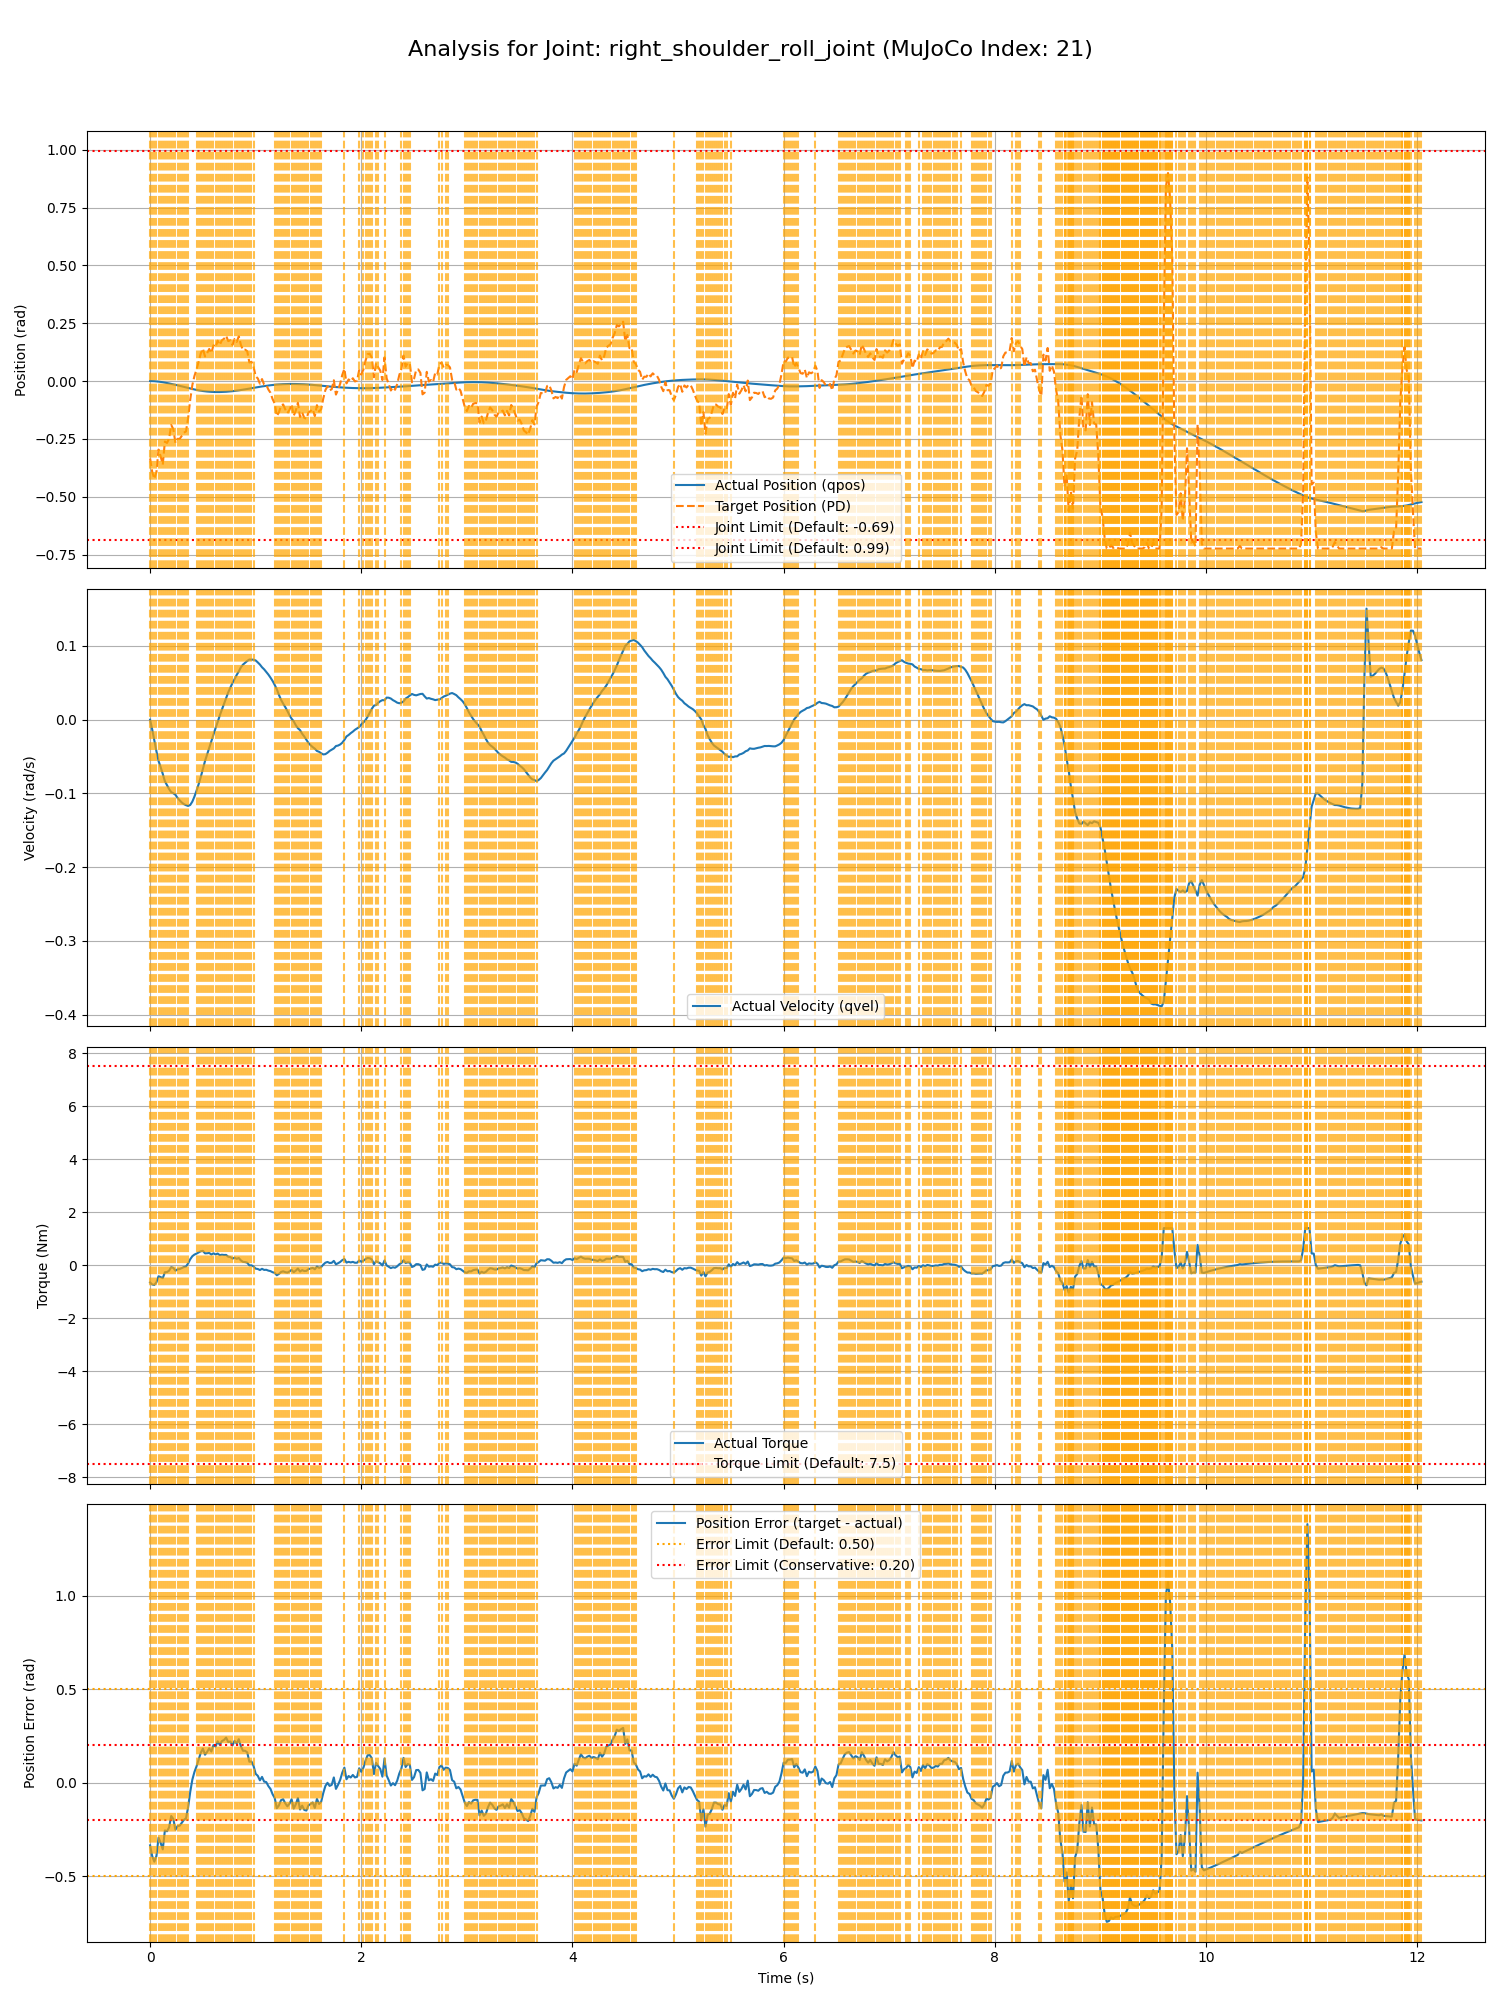 Analysis for Joint: right_shoulder_roll_joint (MuJoCo Index: 21)
1.00
0.75
0.50
0.25
0.00
−0.25
−0.50
−0.75
Position (rad)
Actual Position (qpos)
Target Position (PD)
Joint Limit (Default: -0.69)
Joint Limit (Default: 0.99)
0.1
0.0
−0.1
−0.2
−0.3
−0.4
Velocity (rad/s)
Actual Velocity (qvel)
8
6
4
2
0
−2
−4
−6
−8
Torque (Nm)
Actual Torque
Torque Limit (Default: 7.5)
1.0
0.5
0.0
−0.5
Position Error (rad)
Position Error (target - actual)
Error Limit (Default: 0.50)
Error Limit (Conservative: 0.20)
0 2 4 6 8 10 12
Time (s)